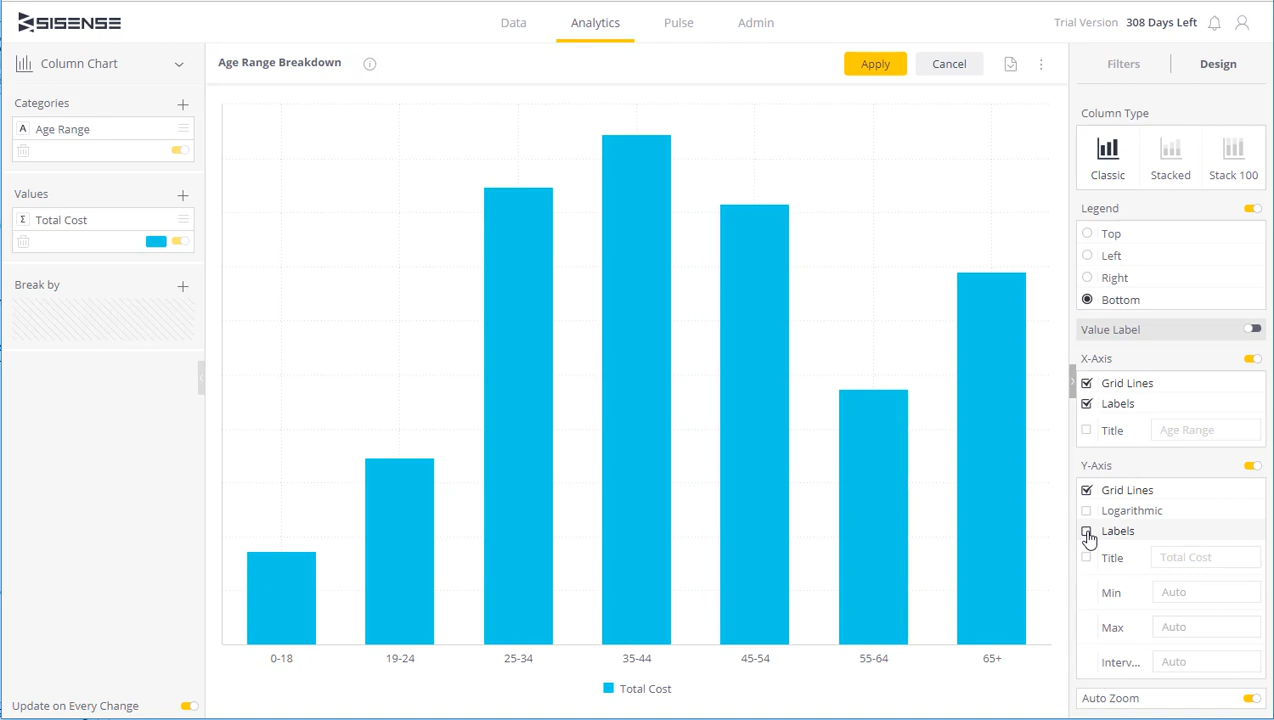 SISENSE
Data
Analytics
Pulse
Admin
Trial Version 308 Days Left
Column Chart
Categories
A Age Range
Values
Σ Total Cost
Break by
Update on Every Change
Age Range Breakdown
Apply
Cancel
0-18
19-24
25-34
35-44
45-54
55-64
65+
Total Cost
Filters
Design
Column Type
Classic
Stacked
Stack 100
Legend
Top
Left
Right
Bottom
Value Label
X-Axis
Grid Lines
Labels
Title Age Range
Y-Axis
Grid Lines
Logarithmic
Labels
Title Total Cost
Min Auto
Max Auto
Interv... Auto
Auto Zoom